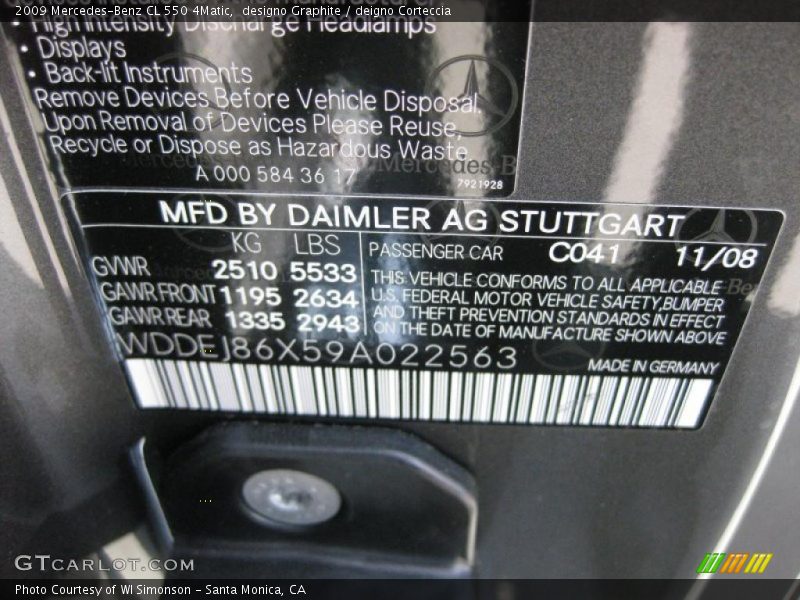 2009 Mercedes-Benz CL 550 4Matic,  designo Graphite / deigno Corteccia
High Intensity Discharge Headlamps
• Displays
• Back-lit Instruments
Remove Devices Before Vehicle Disposal.
Upon Removal of Devices Please Reuse,
Recycle or Dispose as Hazardous Waste.
A 000 584 36 17
7921928
MFD BY DAIMLER AG STUTTGART
KG LBS
GVWR 2510 5533
GAWR FRONT 1195 2634
GAWR REAR 1335 2943
PASSENGER CAR C041 11/08
THIS VEHICLE CONFORMS TO ALL APPLICABLE
U.S. FEDERAL MOTOR VEHICLE SAFETY, BUMPER
AND THEFT PREVENTION STANDARDS IN EFFECT
ON THE DATE OF MANUFACTURE SHOWN ABOVE
WDDEJ86X59A022563
MADE IN GERMANY
GTCARLOT.COM
Photo Courtesy of WI Simonson - Santa Monica, CA